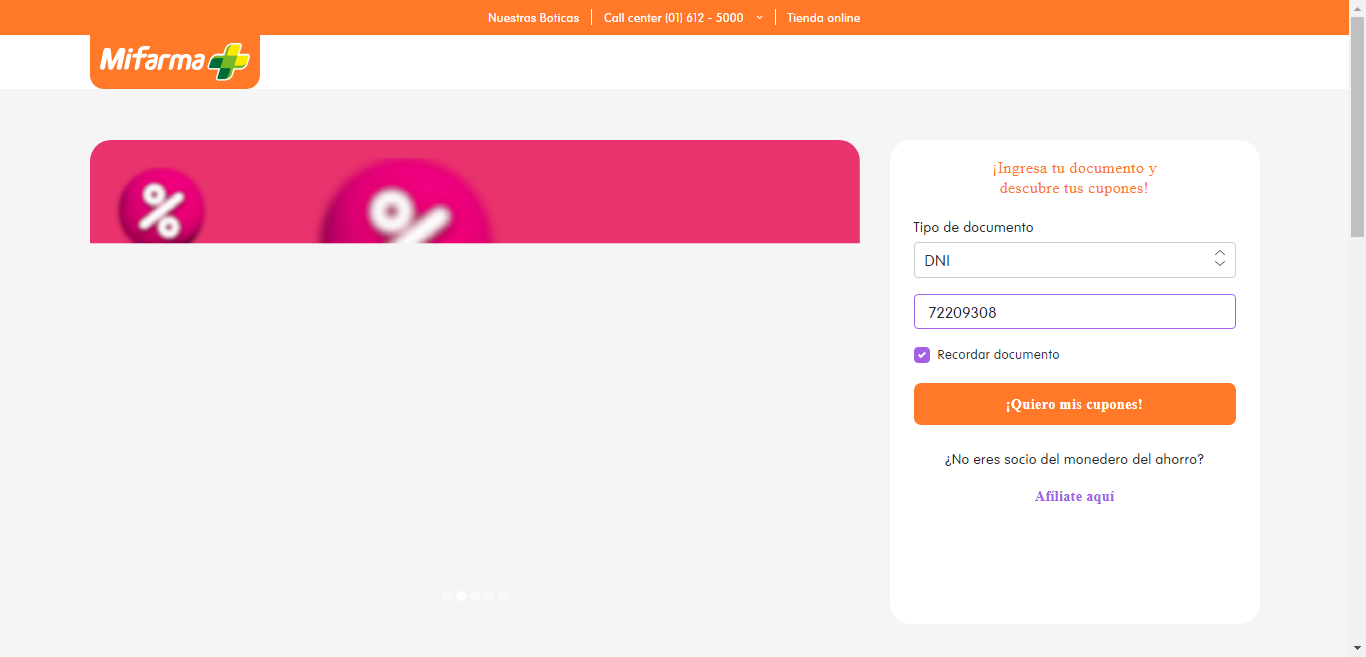 Nuestras Boticas
Call center (01) 612 - 5000
Tienda online
Mifarma
¡Ingresa tu documento y
descubre tus cupones!
Tipo de documento
DNI
72209308
Recordar documento
¡Quiero mis cupones!
¿No eres socio del monedero del ahorro?
Afíliate aquí